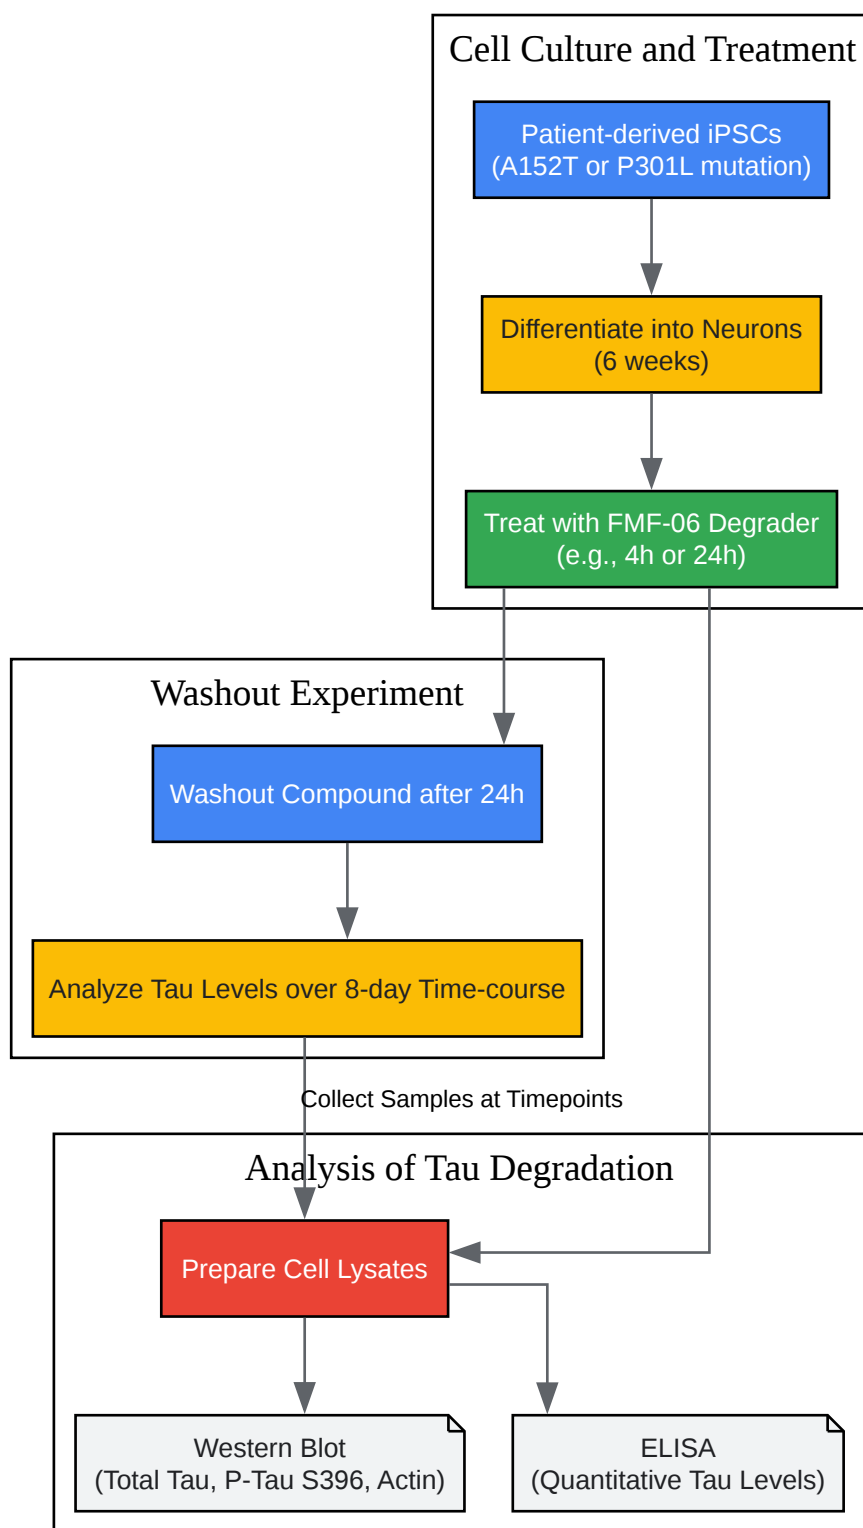 Cell Culture and Treatment
Patient-derived iPSCs
(A152T or P301L mutation)
Differentiate into Neurons
(6 weeks)
Treat with FMF-06 Degrader
(e.g., 4h or 24h)
Washout Experiment
Washout Compound after 24h
Analyze Tau Levels over 8-day Time-course
Collect Samples at Timepoints
Analysis of Tau Degradation
Prepare Cell Lysates
Western Blot
(Total Tau, P-Tau S396, Actin)
ELISA
(Quantitative Tau Levels)